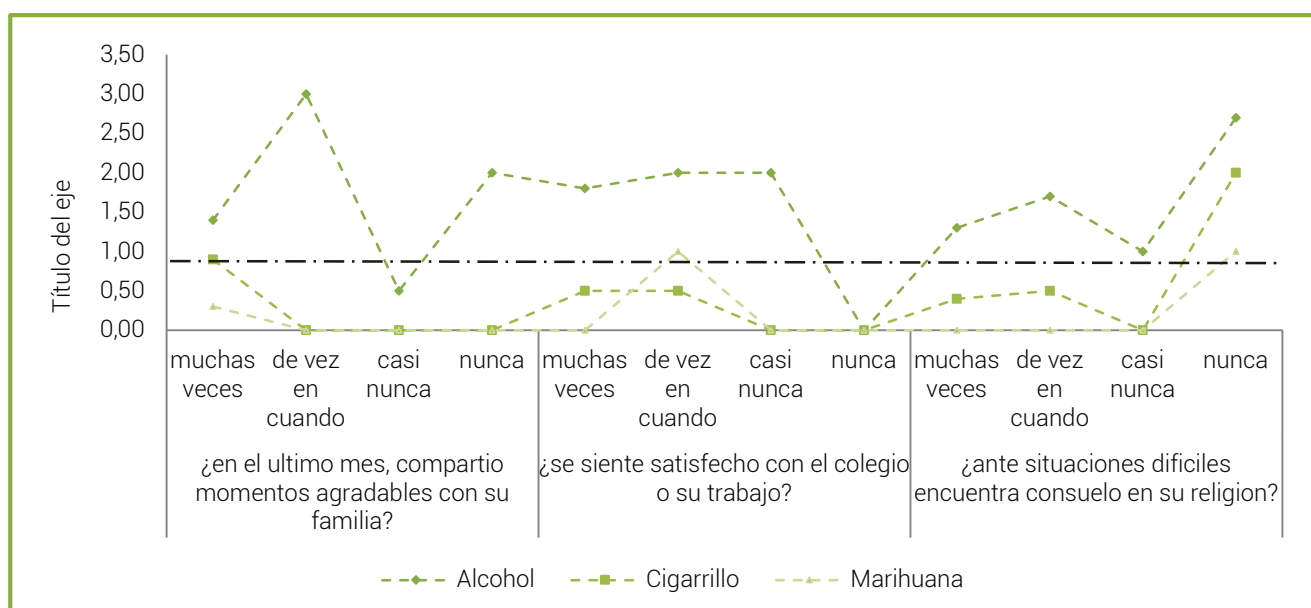 3,50
3,00
2,50
2,00
1,50
1,00
0,50
0,00
Título del eje
muchas veces
de vez en cuando
casi nunca
nunca
muchas veces
de vez en cuando
casi nunca
nunca
muchas veces
de vez en cuando
casi nunca
nunca
¿en el ultimo mes, compartio
momentos agradables con su
familia?
¿se siente satisfecho con el colegio
o su trabajo?
¿ante situaciones dificiles
encuentra consuelo en su religion?
Alcohol
Cigarrillo
Marihuana